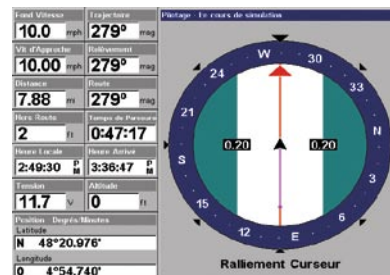 Fond Vitesse
10.0 mph
Trajectoire
279° mag
Vit d'Approche
10.00 mph
Relèvement
279° mag
Distance
7.88 mi
Route
279° mag
Hors Route
2 ft
Temps de Parcours
0:47:17
Heure Locale
2:49:30 PM
Heure Arrivé
3:36:47 PM
Tension
11.7 V
Altitude
0 ft
Position Degrés/Minutes
Latitude
N 48°20.976'
Longitude
O 4°54.740'
Pilotage - Le cours de simulation
W
30
33
N
3
6
E
12
15
S
21
24
0.20
0.20
Ralliement Curseur